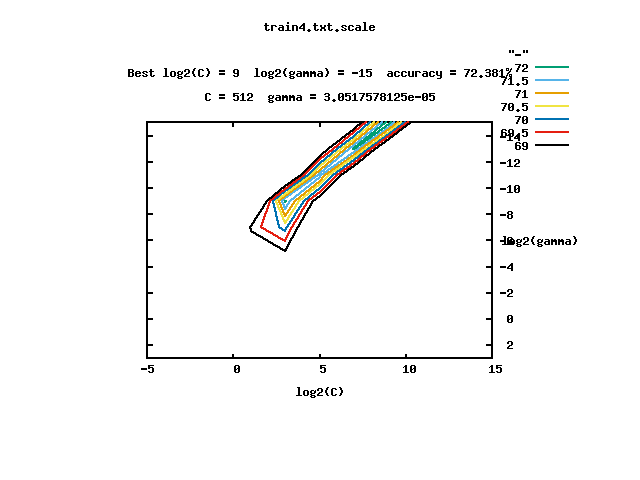 train4.txt.scale
"-"
Best log2(C) = 9  log2(gamma) = -15  accuracy = 72.381%
72
71.5
C = 512  gamma = 3.0517578125e-05
71
70.5
70
69.5
69
-14
-12
-10
-8
-6
log2(gamma)
-4
-2
0
2
-5 0 5 10 15
log2(C)